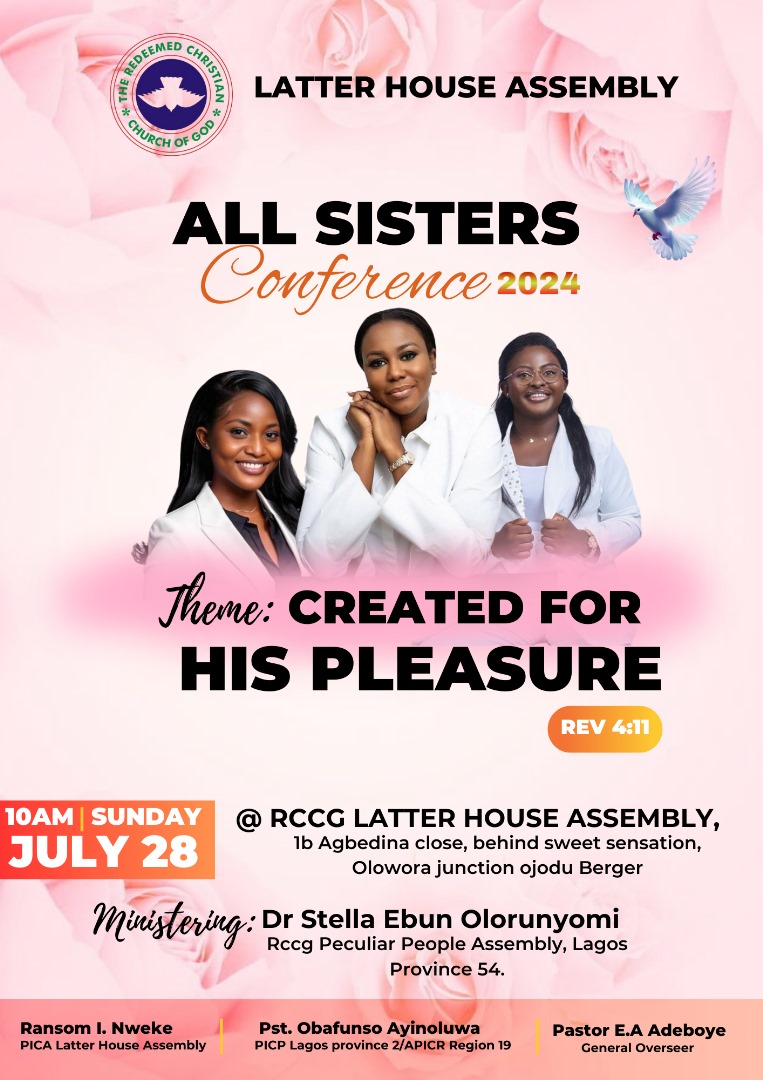 THE REDEEMED CHRISTIAN
* CHURCH OF GOD *
LATTER HOUSE ASSEMBLY
ALL SISTERS
Conference 2024
Theme: CREATED FOR
HIS PLEASURE
REV 4:11
10AM | SUNDAY
JULY 28
@ RCCG LATTER HOUSE ASSEMBLY,
1b Agbedina close, behind sweet sensation,
Olowora junction ojodu Berger
Ministering: Dr Stella Ebun Olorunyomi
Rccg Peculiar People Assembly, Lagos
Province 54.
Ransom I. Nweke
PICA Latter House Assembly
Pst. Obafunso Ayinoluwa
PICP Lagos province 2/APICR Region 19
Pastor E.A Adeboye
General Overseer